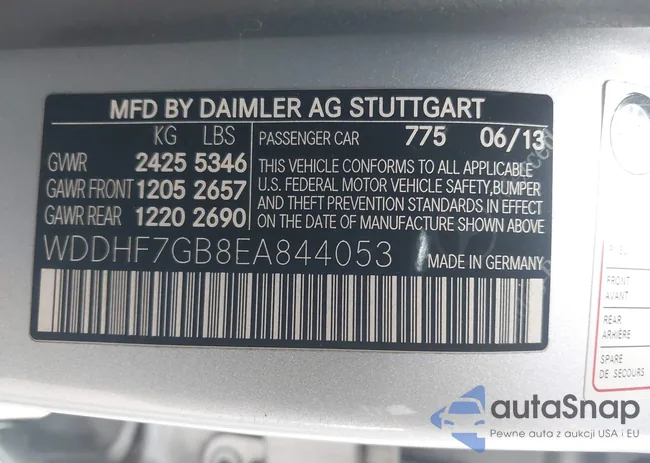 MFD BY DAIMLER AG STUTTGART
KG LBS PASSENGER CAR 775 06/13
GVWR 2425 5346 THIS VEHICLE CONFORMS TO ALL APPLICABLE
GAWR FRONT 1205 2657 U.S. FEDERAL MOTOR VEHICLE SAFETY, BUMPER
AND THEFT PREVENTION STANDARDS IN EFFECT
GAWR REAR 1220 2690 ON THE DATE OF MANUFACTURE SHOWN ABOVE.
WDDHF7GB8EA844053 MADE IN GERMANY
FRONT
AVANT
REAR
ARRIÈRE
SPARE
DE SECOURS
autaSnap
Pewne auta z aukcji USA i EU